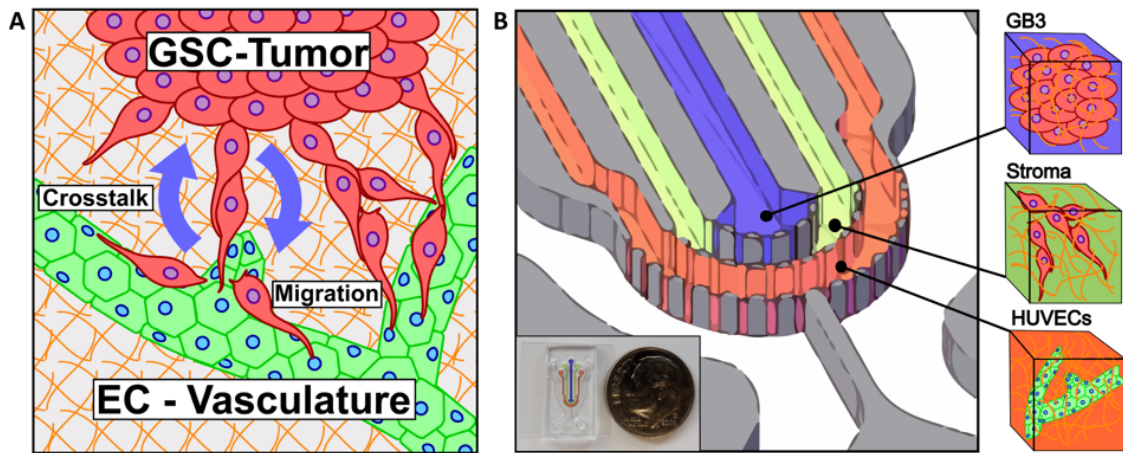 A
GSC-Tumor
Crosstalk
Migration
EC - Vasculature
B
GB3
Stroma
HUVECs